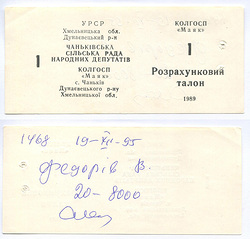 УРСР
Хмельницька обл.
Дунаєвецький р-н
ЧАНЬКІВСЬКА
СІЛЬСЬКА РАДА
НАРОДНИХ ДЕПУТАТІВ
1
КОЛГОСП
«Маяк»
с. Чаньків
Дунаєвецького р-ну
Хмельницької обл.
КОЛГОСП
«Маяк»
1
Розрахунковий
талон
1989
1468 19-XII-95
Федорів В.
20-8000